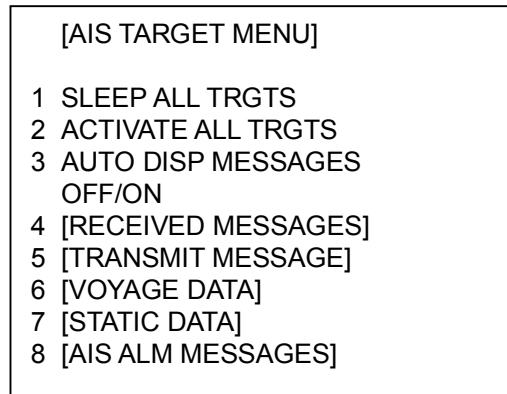 [AIS TARGET MENU]
1 SLEEP ALL TRGTS
2 ACTIVATE ALL TRGTS
3 AUTO DISP MESSAGES
OFF/ON
4 [RECEIVED MESSAGES]
5 [TRANSMIT MESSAGE]
6 [VOYAGE DATA]
7 [STATIC DATA]
8 [AIS ALM MESSAGES]